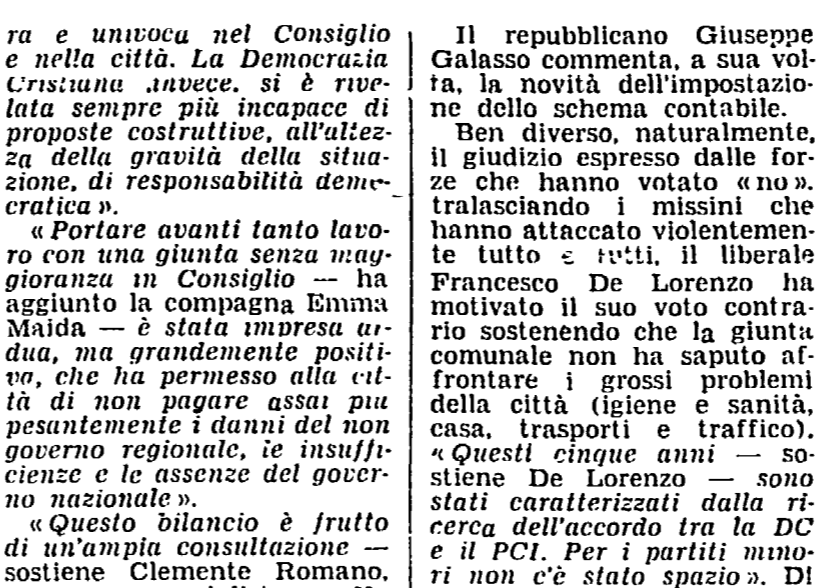 ra e univoca nel Consiglio
e nella città. La Democrazia
Cristiana invece, si è rive-
lata sempre più incapace di
proposte costruttive, all'altez-
za della gravità della situa-
zione, di responsabilità demo-
cratica».
«Portare avanti tanto lavo-
ro con una giunta senza mag-
gioranza in Consiglio — ha
aggiunto la compagna Emma
Maida — è stata impresa ar-
dua, ma grandemente positi-
va, che ha permesso alla cit-
tà di non pagare assai più
pesantemente i danni del non
governo regionale, le insuffi-
cienze e le assenze del gover-
no nazionale».
«Questo bilancio è frutto
di un'ampia consultazione —
sostiene Clemente Romano,
Il repubblicano Giuseppe
Galasso commenta, a sua vol-
ta, la novità dell'impostazio-
ne dello schema contabile.
Ben diverso, naturalmente,
il giudizio espresso dalle for-
ze che hanno votato «no».
tralasciando i missini che
hanno attaccato violentemen-
te tutto e tutti, il liberale
Francesco De Lorenzo ha
motivato il suo voto contra-
rio sostenendo che la giunta
comunale non ha saputo af-
frontare i grossi problemi
della città (igiene e sanità,
casa, trasporti e traffico).
«Questi cinque anni — so-
stiene De Lorenzo — sono
stati caratterizzati dalla ri-
cerca dell'accordo tra la DC
e il PCI. Per i partiti mino-
ri non c'è stato spazio». Di